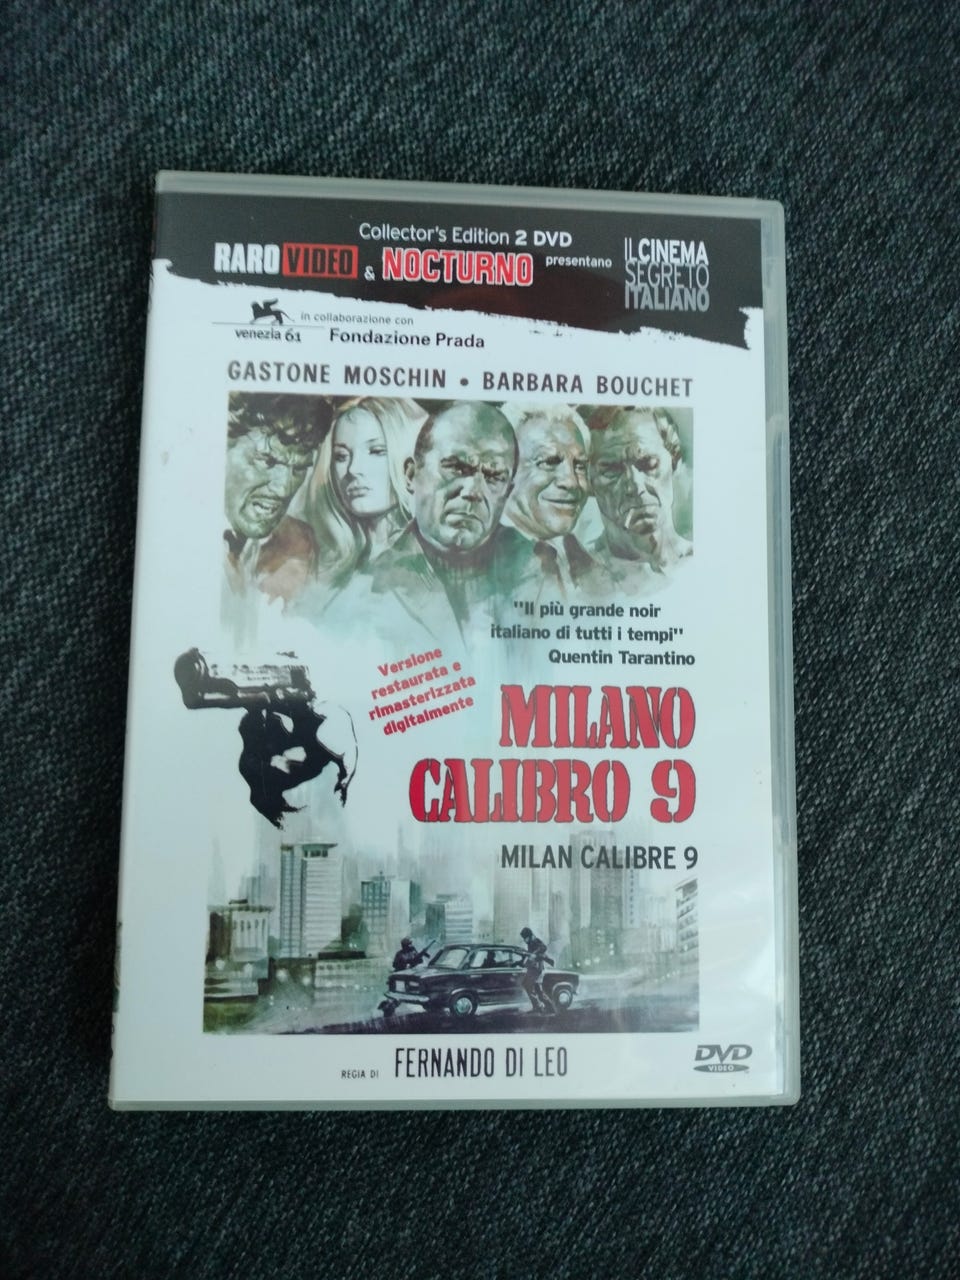 Collector's Edition 2 DVD
RAROVIDEO & NOCTURNO presentano
IL CINEMA
SEGRETO
ITALIANO
in collaborazione con
venezia 61 Fondazione Prada
GASTONE MOSCHIN • BARBARA BOUCHET
"Il più grande noir
italiano di tutti i tempi"
Quentin Tarantino
Versione
restaurata e
rimasterizzata
digitalmente
MILANO
CALIBRO 9
MILAN CALIBRE 9
REGIA DI FERNANDO DI LEO
DVD
VIDEO